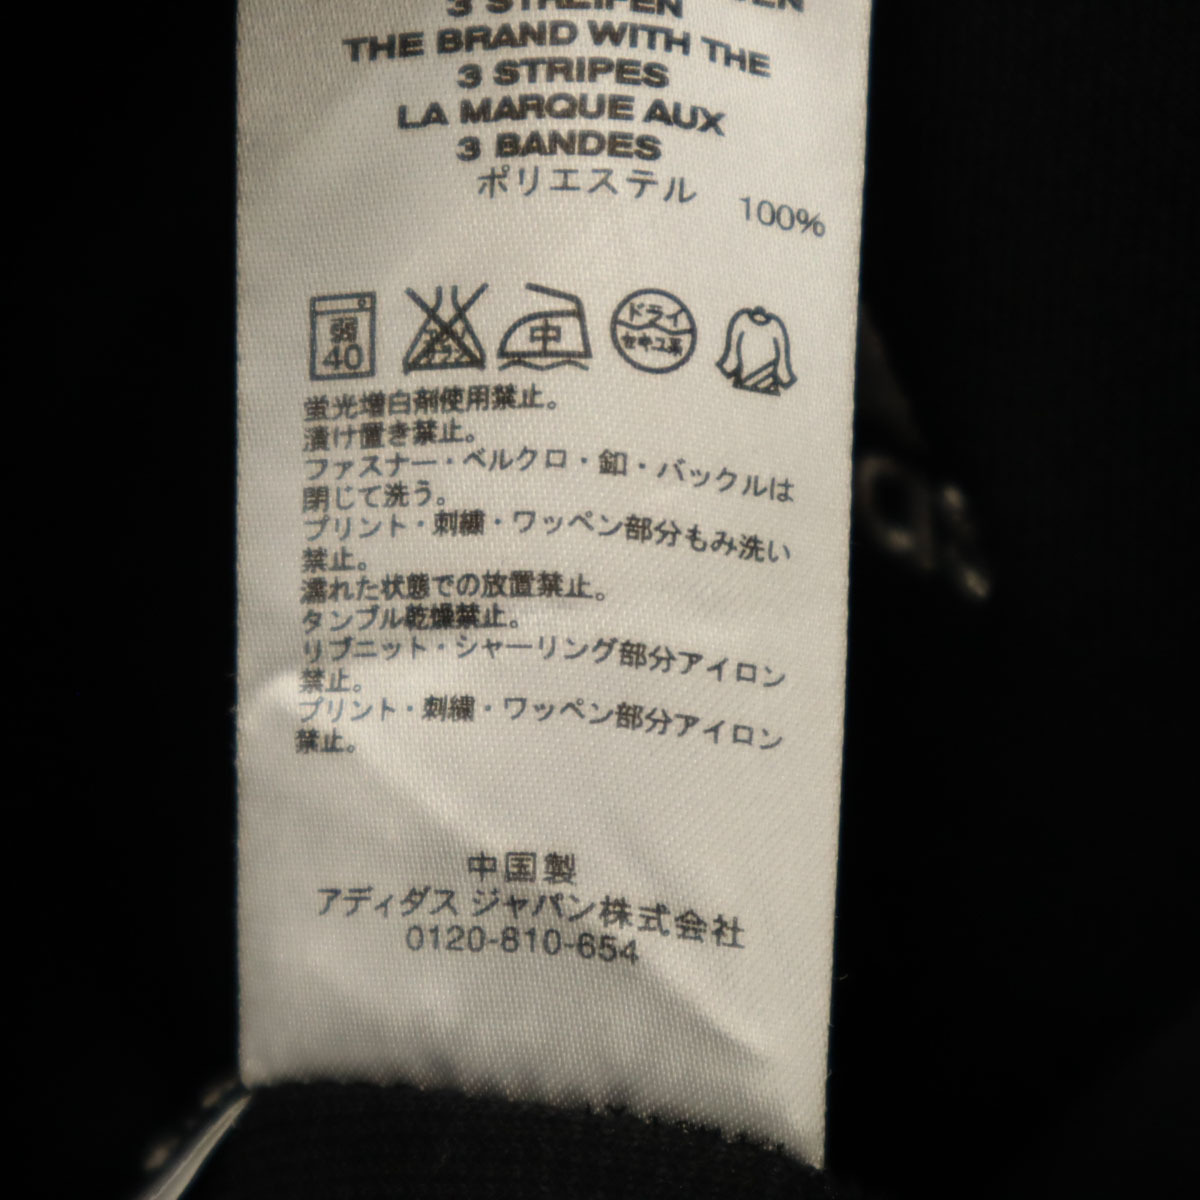 3 STREIFEN
THE BRAND WITH THE
3 STRIPES
LA MARQUE AUX
3 BANDES
ポリエステル 100%
弱 40
中
ドライ
セキユ系
蛍光増白剤使用禁止。
漬け置き禁止。
ファスナー・ベルクロ・釦・バックルは
閉じて洗う。
プリント・刺繍・ワッペン部分もみ洗い
禁止。
濡れた状態での放置禁止。
タンブル乾燥禁止。
リブニット・シャーリング部分アイロン
禁止。
プリント・刺繍・ワッペン部分アイロン
禁止。
中国製
アディダス ジャパン株式会社
0120-810-654